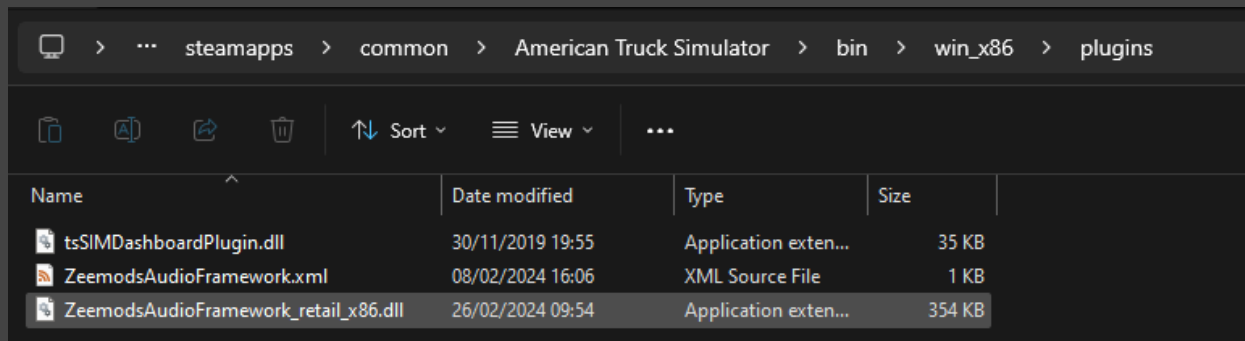 ... steamapps > common > American Truck Simulator > bin > win_x86 > plugins
Sort View ...
Name Date modified Type Size
tsSIMDashboardPlugin.dll 30/11/2019 19:55 Application exten... 35 KB
ZeemodsAudioFramework.xml 08/02/2024 16:06 XML Source File 1 KB
ZeemodsAudioFramework_retail_x86.dll 26/02/2024 09:54 Application exten... 354 KB